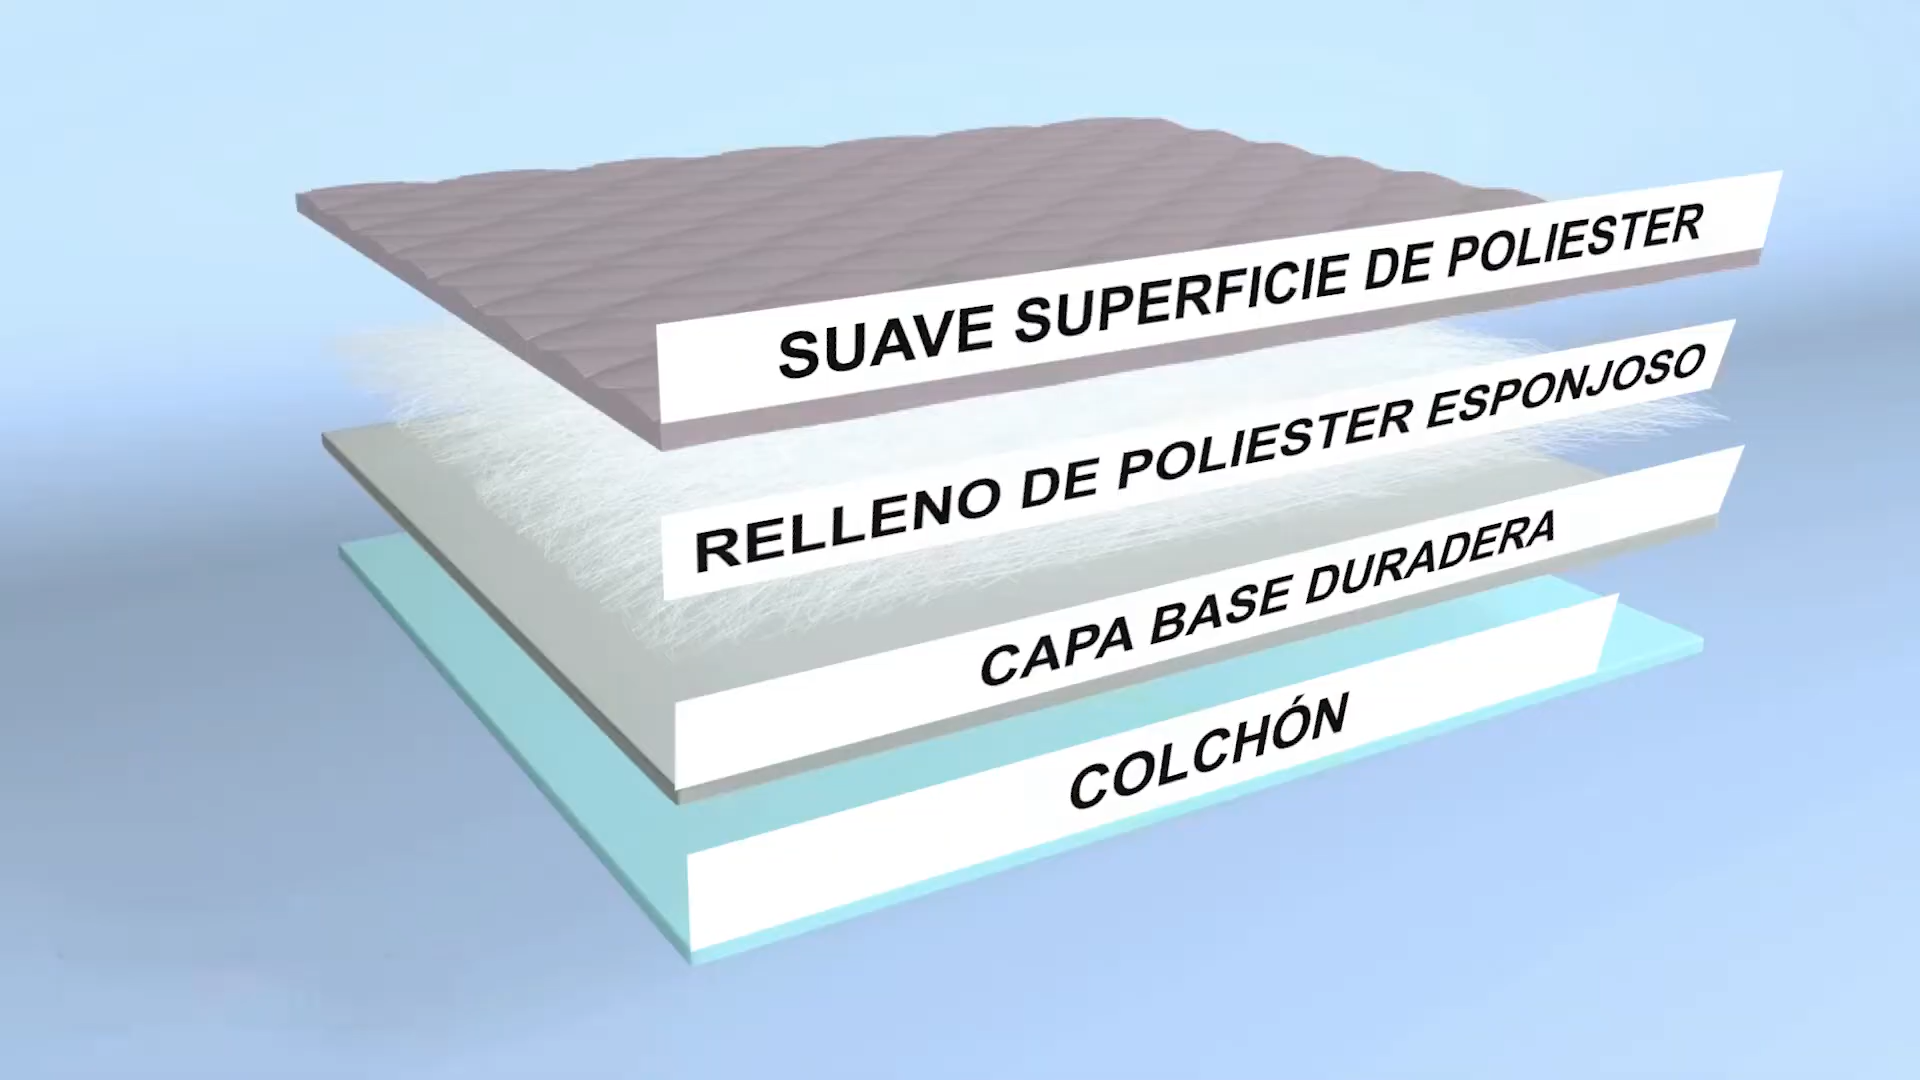 SUAVE SUPERFICIE DE POLIESTER
RELLENO DE POLIESTER ESPONJOSO
CAPA BASE DURADERA
COLCHÓN